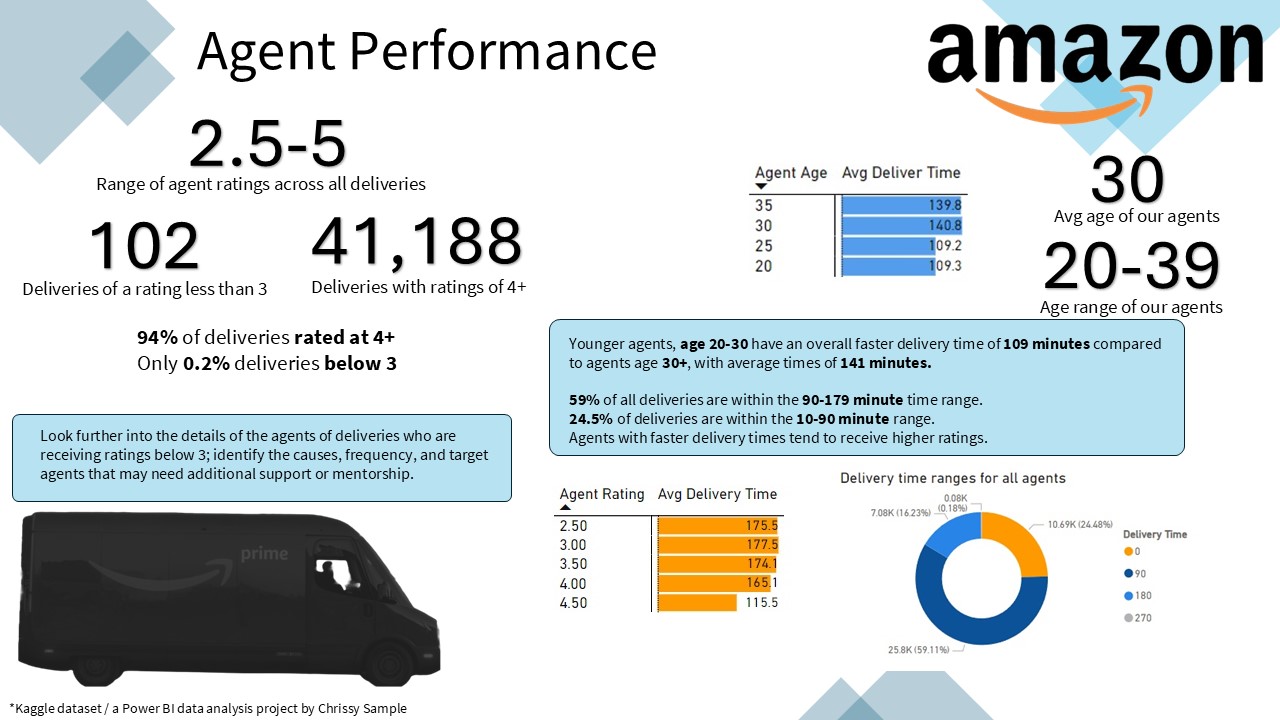 Agent Performance
amazon
2.5-5
Range of agent ratings across all deliveries
102
Deliveries of a rating less than 3
41,188
Deliveries with ratings of 4+
94% of deliveries rated at 4+
Only 0.2% deliveries below 3
Look further into the details of the agents of deliveries who are
receiving ratings below 3; identify the causes, frequency, and target
agents that may need additional support or mentorship.
prime
Agent Age Avg Deliver Time
35 139.8
30 140.8
25 109.2
20 109.3
30
Avg age of our agents
20-39
Age range of our agents
Younger agents, age 20-30 have an overall faster delivery time of 109 minutes compared
to agents age 30+, with average times of 141 minutes.
59% of all deliveries are within the 90-179 minute time range.
24.5% of deliveries are within the 10-90 minute range.
Agents with faster delivery times tend to receive higher ratings.
Agent Rating Avg Delivery Time
2.50 175.5
3.00 177.5
3.50 174.1
4.00 165.1
4.50 115.5
Delivery time ranges for all agents
0.08K
(0.18%)
7.08K (16.23%)
10.69K (24.48%)
25.8K (59.11%)
Delivery Time
0
90
180
270
*Kaggle dataset / a Power BI data analysis project by Chrissy Sample